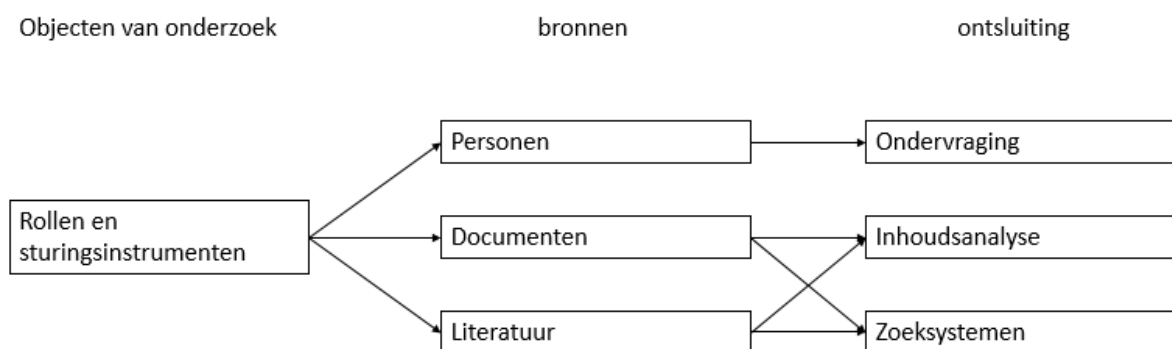 Objecten van onderzoek
bronnen
ontsluiting
Personen
Ondervraging
Rollen en
sturingsinstrumenten
Documenten
Inhoudsanalyse
Literatuur
Zoeksystemen